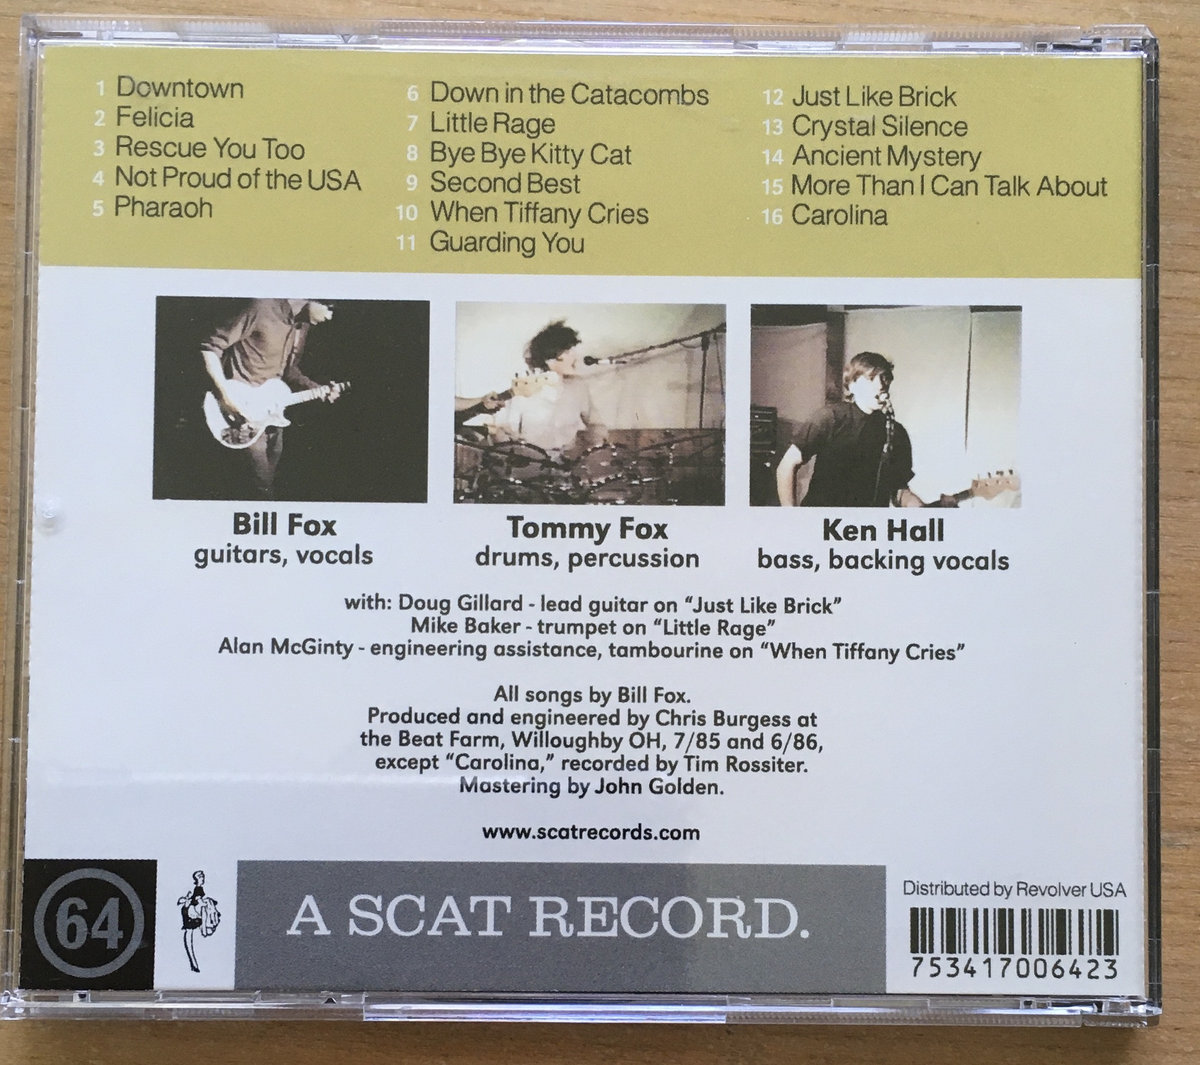 1 Downtown
2 Felicia
3 Rescue You Too
4 Not Proud of the USA
5 Pharaoh
6 Down in the Catacombs
7 Little Rage
8 Bye Bye Kitty Cat
9 Second Best
10 When Tiffany Cries
11 Guarding You
12 Just Like Brick
13 Crystal Silence
14 Ancient Mystery
15 More Than I Can Talk About
16 Carolina
Bill Fox
guitars, vocals
Tommy Fox
drums, percussion
Ken Hall
bass, backing vocals
with: Doug Gillard - lead guitar on “Just Like Brick”
Mike Baker - trumpet on “Little Rage”
Alan McGinty - engineering assistance, tambourine on “When Tiffany Cries”
All songs by Bill Fox.
Produced and engineered by Chris Burgess at
the Beat Farm, Willoughby OH, 7/85 and 6/86,
except “Carolina,” recorded by Tim Rossiter.
Mastering by John Golden.
www.scatrecords.com
64
A SCAT RECORD.
Distributed by Revolver USA
753417006423